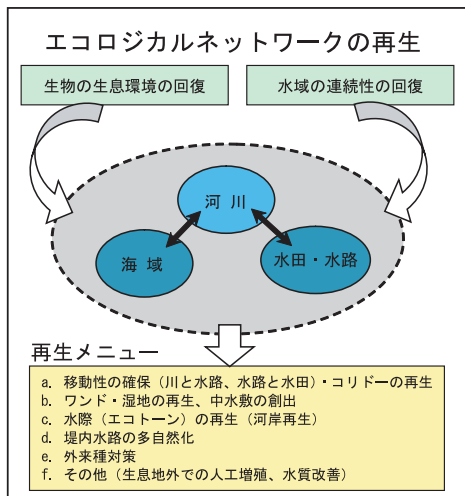 エコロジカルネットワークの再生
生物の生息環境の回復
水域の連続性の回復
河川
海域
水田・水路
再生メニュー
a. 移動性の確保（川と水路、水路と水田）・コリドーの再生
b. ワンド・湿地の再生、中水敷の創出
c. 水際（エコトーン）の再生（河岸再生）
d. 堤内水路の多自然化
e. 外来種対策
f. その他（生息地外での人工増殖、水質改善）